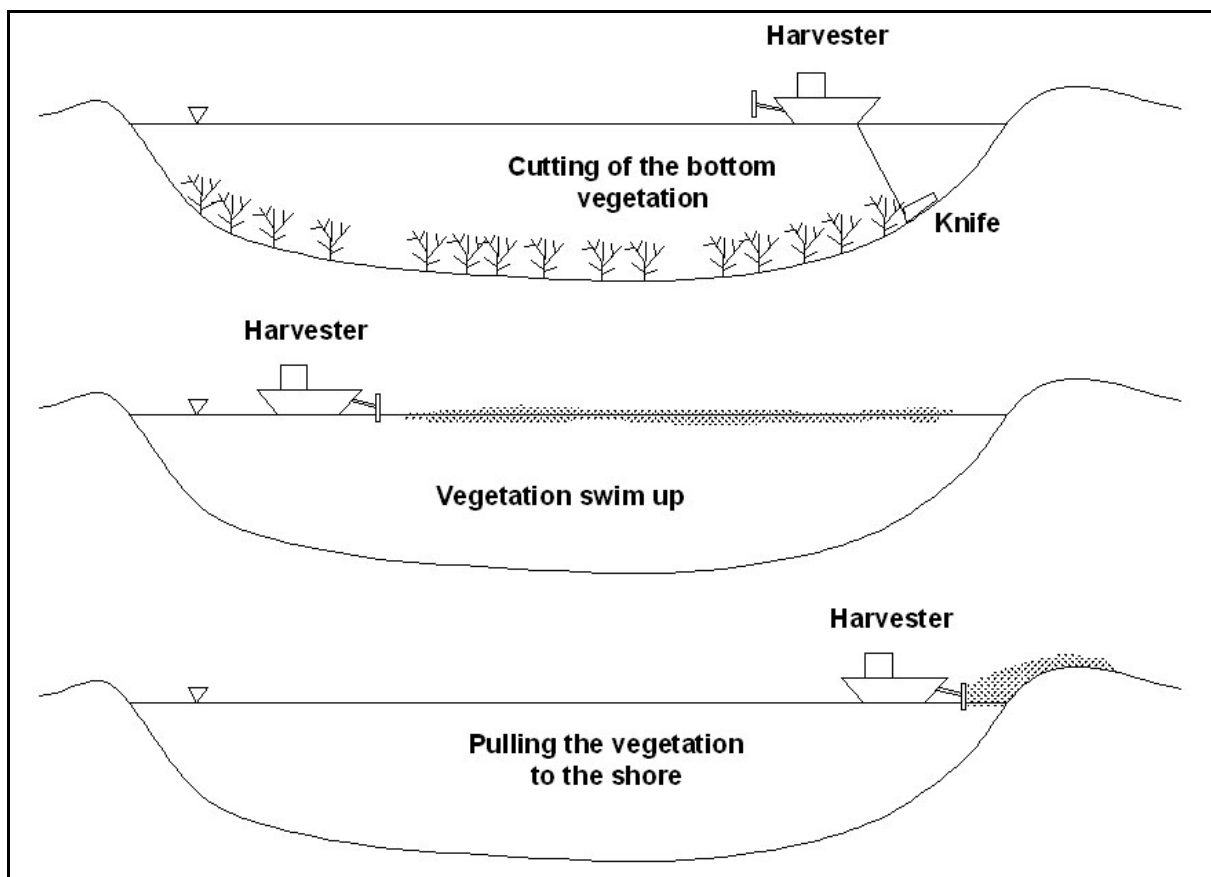 Harvester
Cutting of the bottom
vegetation
Knife
Harvester
Vegetation swim up
Harvester
Pulling the vegetation
to the shore